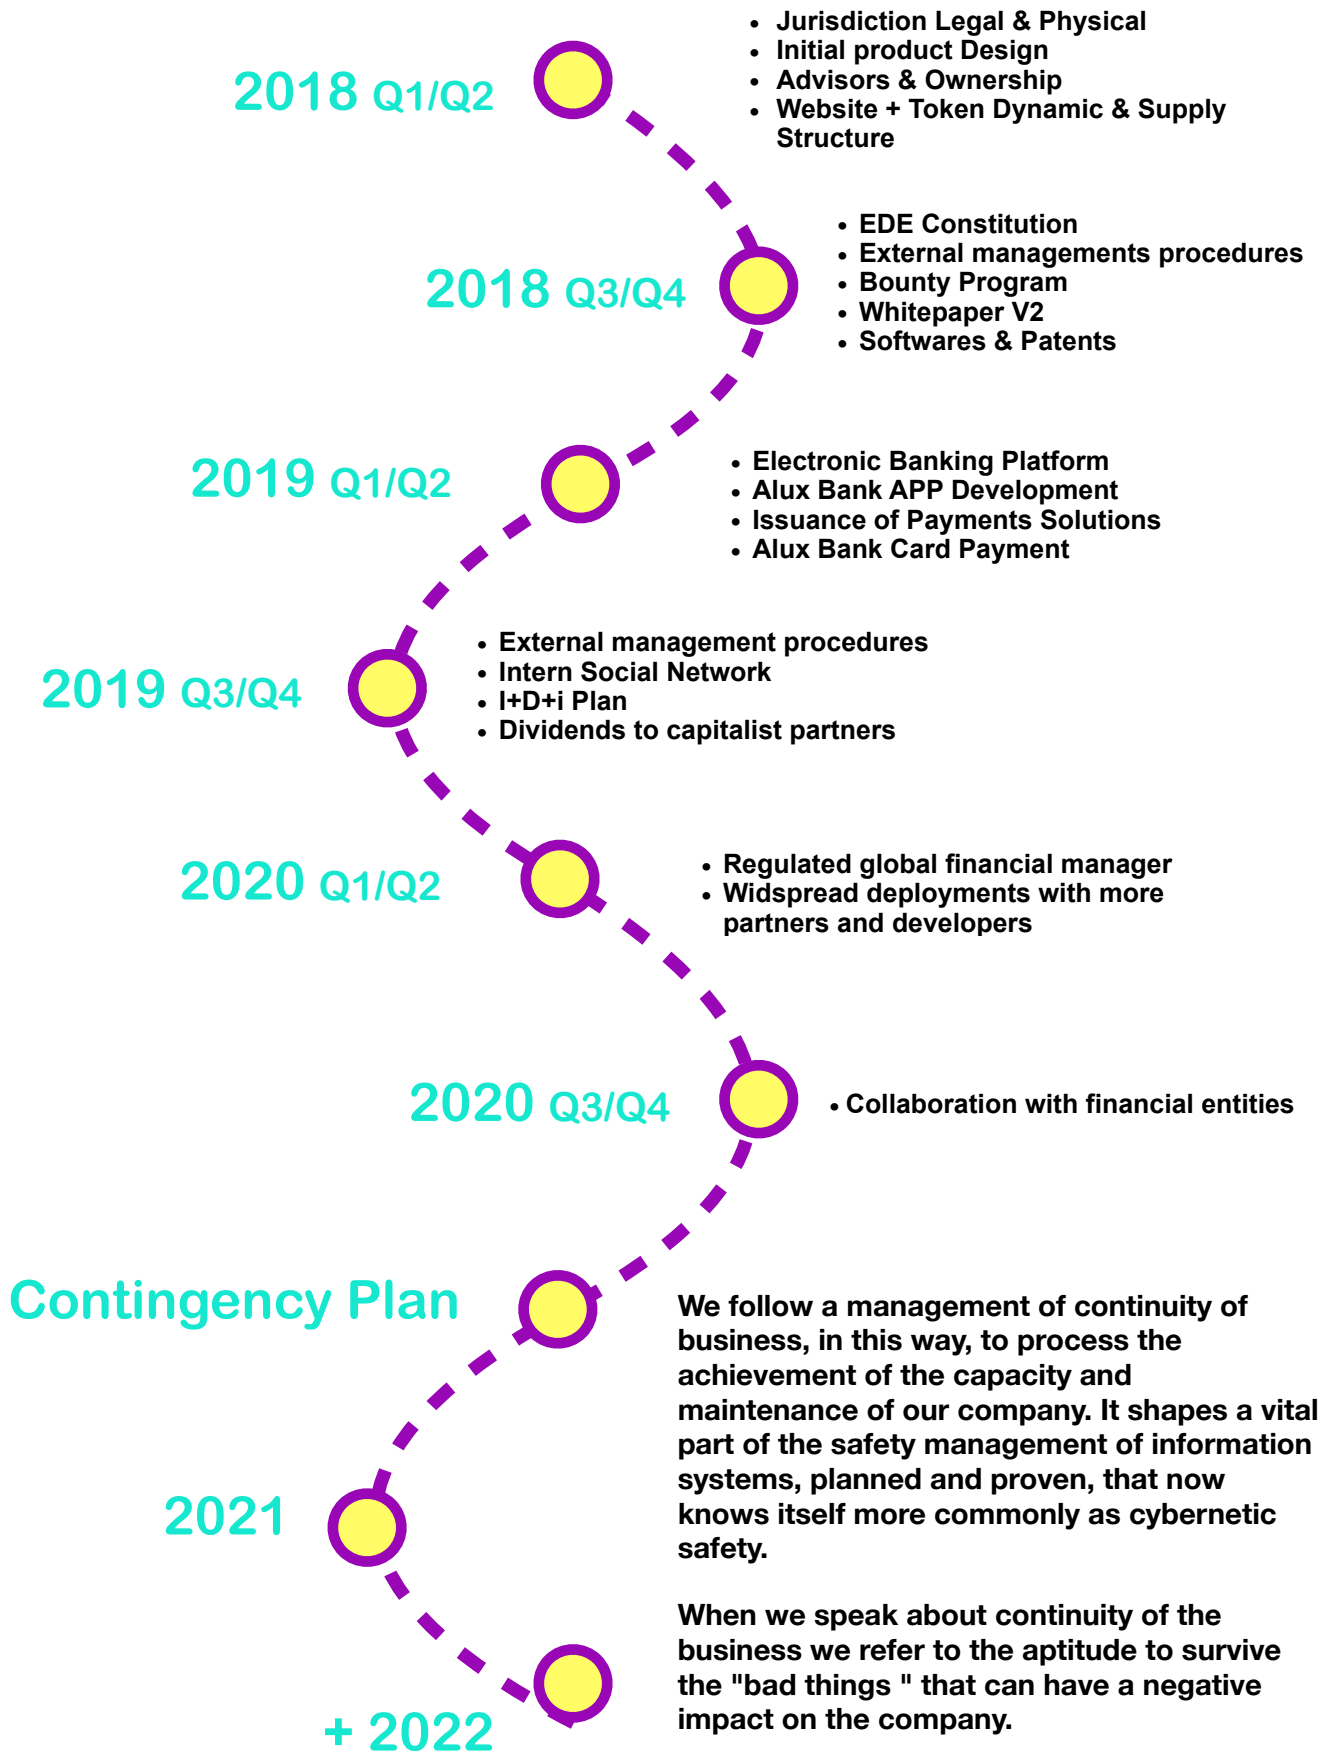 2018 Q1/Q2
• Jurisdiction Legal & Physical
• Initial product Design
• Advisors & Ownership
• Website + Token Dynamic & Supply
Structure
2018 Q3/Q4
• EDE Constitution
• External managements procedures
• Bounty Program
• Whitepaper V2
• Softwares & Patents
2019 Q1/Q2
• Electronic Banking Platform
• Alux Bank APP Development
• Issuance of Payments Solutions
• Alux Bank Card Payment
2019 Q3/Q4
• External management procedures
• Intern Social Network
• I+D+i Plan
• Dividends to capitalist partners
2020 Q1/Q2
• Regulated global financial manager
• Widspread deployments with more
partners and developers
2020 Q3/Q4
• Collaboration with financial entities
Contingency Plan
We follow a management of continuity of
business, in this way, to process the
achievement of the capacity and
maintenance of our company. It shapes a vital
part of the safety management of information
systems, planned and proven, that now
knows itself more commonly as cybernetic
safety.
2021
When we speak about continuity of the
business we refer to the aptitude to survive
the "bad things " that can have a negative
impact on the company.
+ 2022